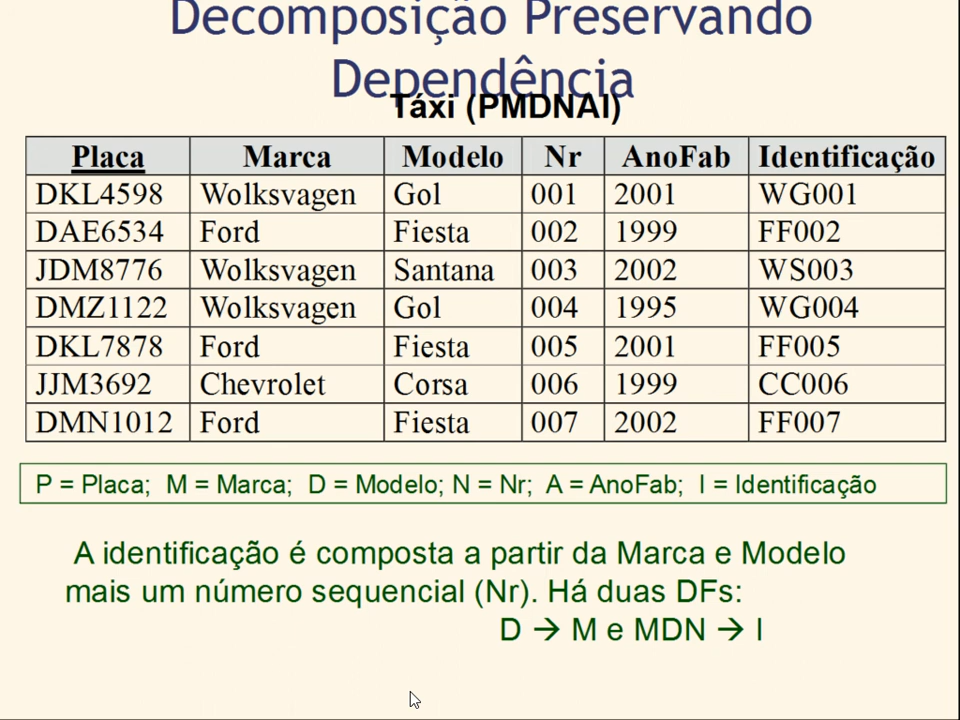 Decomposição Preservando
Dependência
Táxi (PMDNAI)
Placa Marca Modelo Nr AnoFab Identificação
DKL4598 Wolksvagen Gol 001 2001 WG001
DAE6534 Ford Fiesta 002 1999 FF002
JDM8776 Wolksvagen Santana 003 2002 WS003
DMZ1122 Wolksvagen Gol 004 1995 WG004
DKL7878 Ford Fiesta 005 2001 FF005
JJM3692 Chevrolet Corsa 006 1999 CC006
DMN1012 Ford Fiesta 007 2002 FF007
P = Placa; M = Marca; D = Modelo; N = Nr; A = AnoFab; I = Identificação
A identificação é composta a partir da Marca e Modelo
mais um número sequencial (Nr). Há duas DFs:
D → M e MDN → I